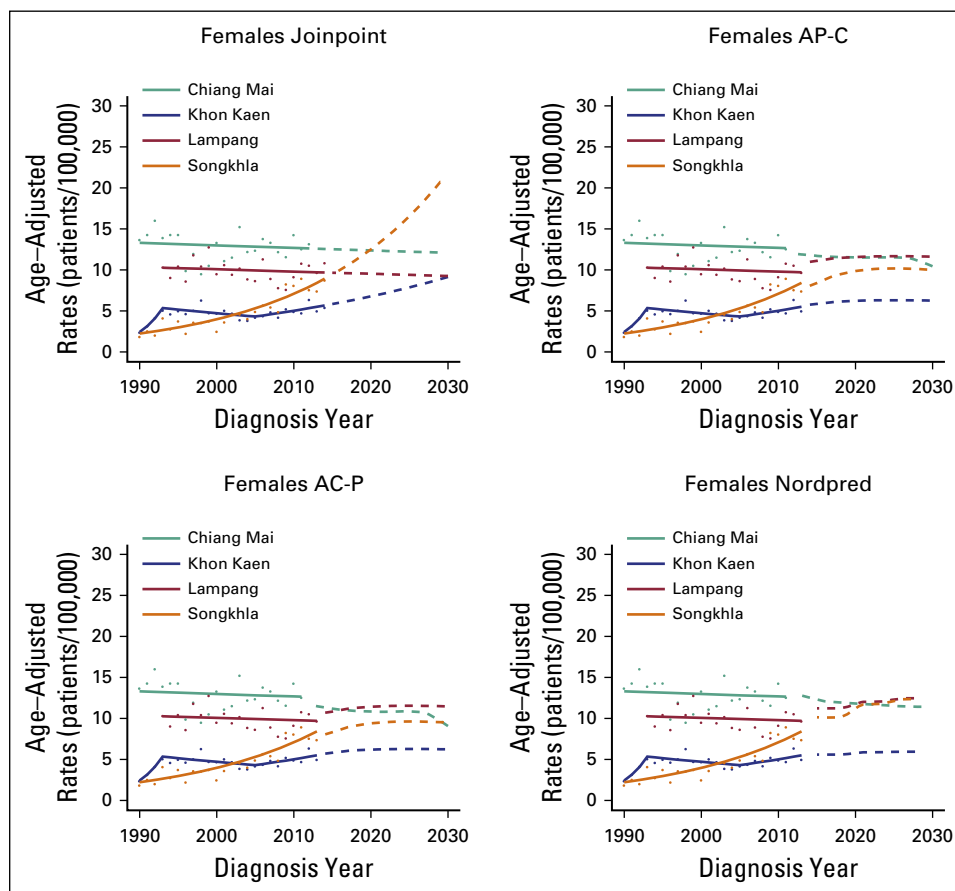 Females Joinpoint
Chiang Mai
Khon Kaen
Lampang
Songkhla
Age–Adjusted
Rates (patients/100,000)
30
25
20
15
10
5
0
1990 2000 2010 2020 2030
Diagnosis Year
Females AP-C
Chiang Mai
Khon Kaen
Lampang
Songkhla
Age–Adjusted
Rates (patients/100,000)
30
25
20
15
10
5
0
1990 2000 2010 2020 2030
Diagnosis Year
Females AC-P
Chiang Mai
Khon Kaen
Lampang
Songkhla
Age–Adjusted
Rates (patients/100,000)
30
25
20
15
10
5
0
1990 2000 2010 2020 2030
Diagnosis Year
Females Nordpred
Chiang Mai
Khon Kaen
Lampang
Songkhla
Age–Adjusted
Rates (patients/100,000)
30
25
20
15
10
5
0
1990 2000 2010 2020 2030
Diagnosis Year